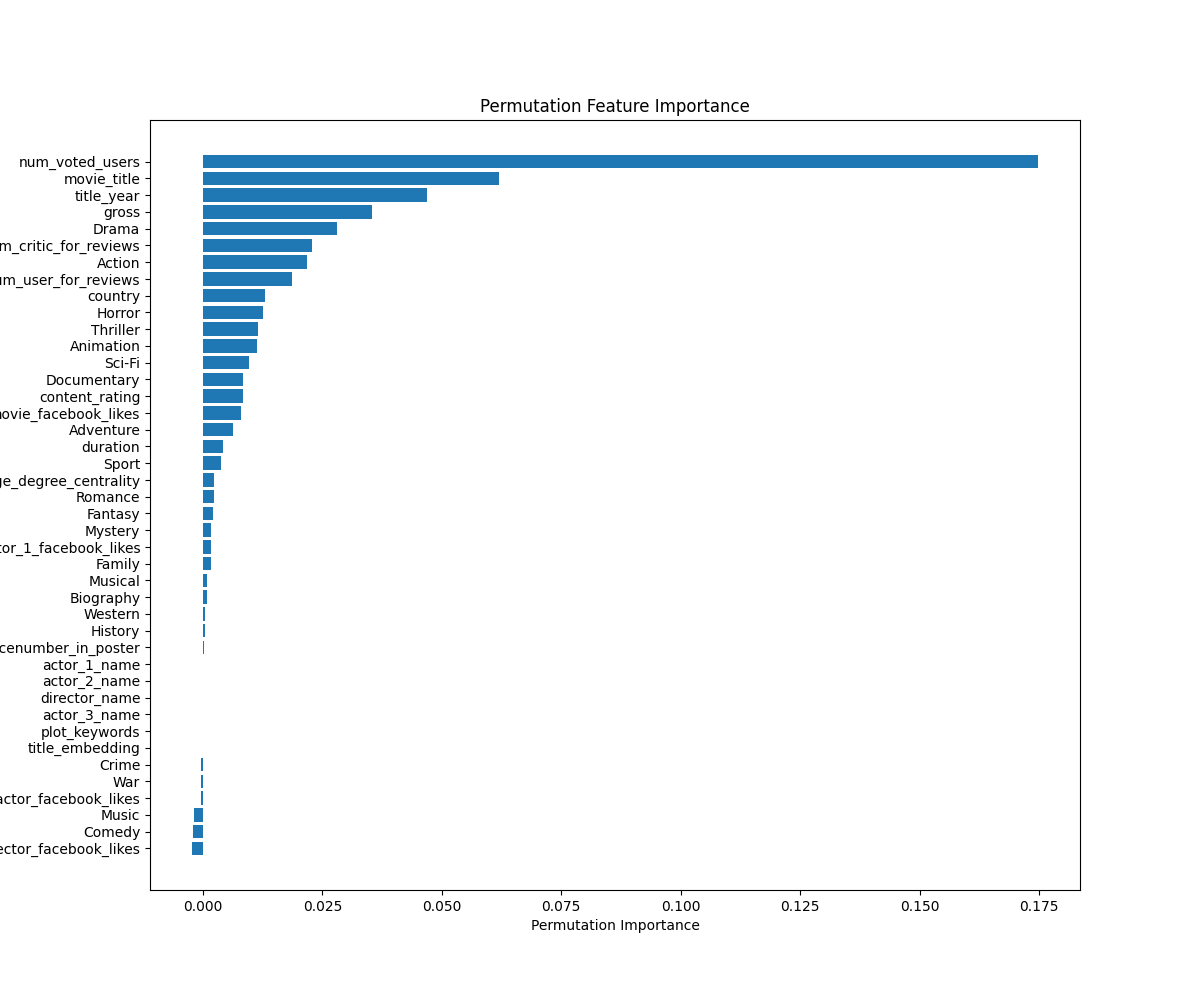 Permutation Feature Importance
num_voted_users
movie_title
title_year
gross
Drama
m_critic_for_reviews
Action
um_user_for_reviews
country
Horror
Thriller
Animation
Sci-Fi
Documentary
content_rating
ovie_facebook_likes
Adventure
duration
Sport
ge_degree_centrality
Romance
Fantasy
Mystery
tor_1_facebook_likes
Family
Musical
Biography
Western
History
cenumber_in_poster
actor_1_name
actor_2_name
director_name
actor_3_name
plot_keywords
title_embedding
Crime
War
actor_facebook_likes
Music
Comedy
ector_facebook_likes
0.000 0.025 0.050 0.075 0.100 0.125 0.150 0.175
Permutation Importance